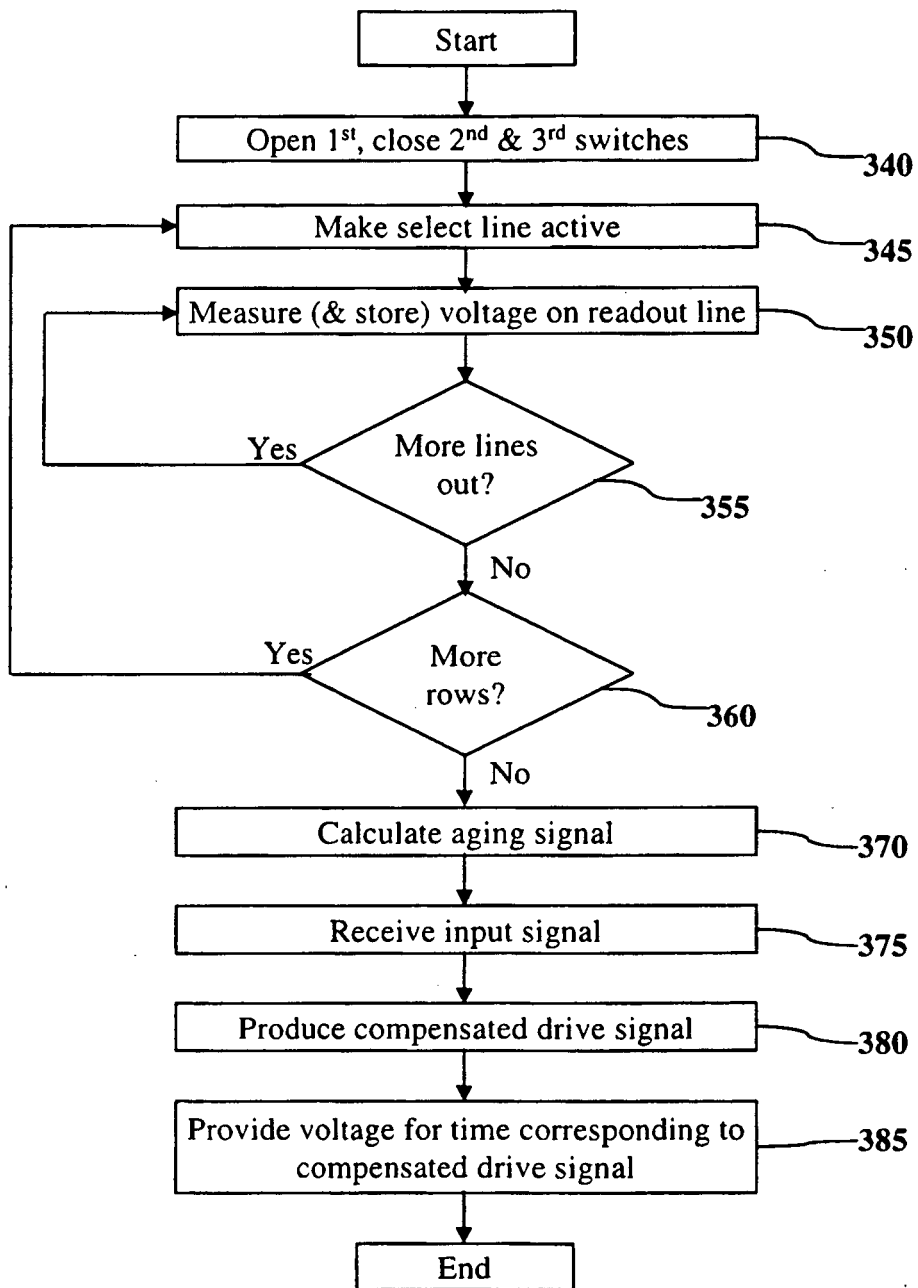 Start
Open 1st, close 2nd & 3rd switches
340
Make select line active
345
Measure (& store) voltage on readout line
350
Yes
More lines
out?
355
No
Yes
More
rows?
360
No
Calculate aging signal
370
Receive input signal
375
Produce compensated drive signal
380
Provide voltage for time corresponding to
compensated drive signal
385
End